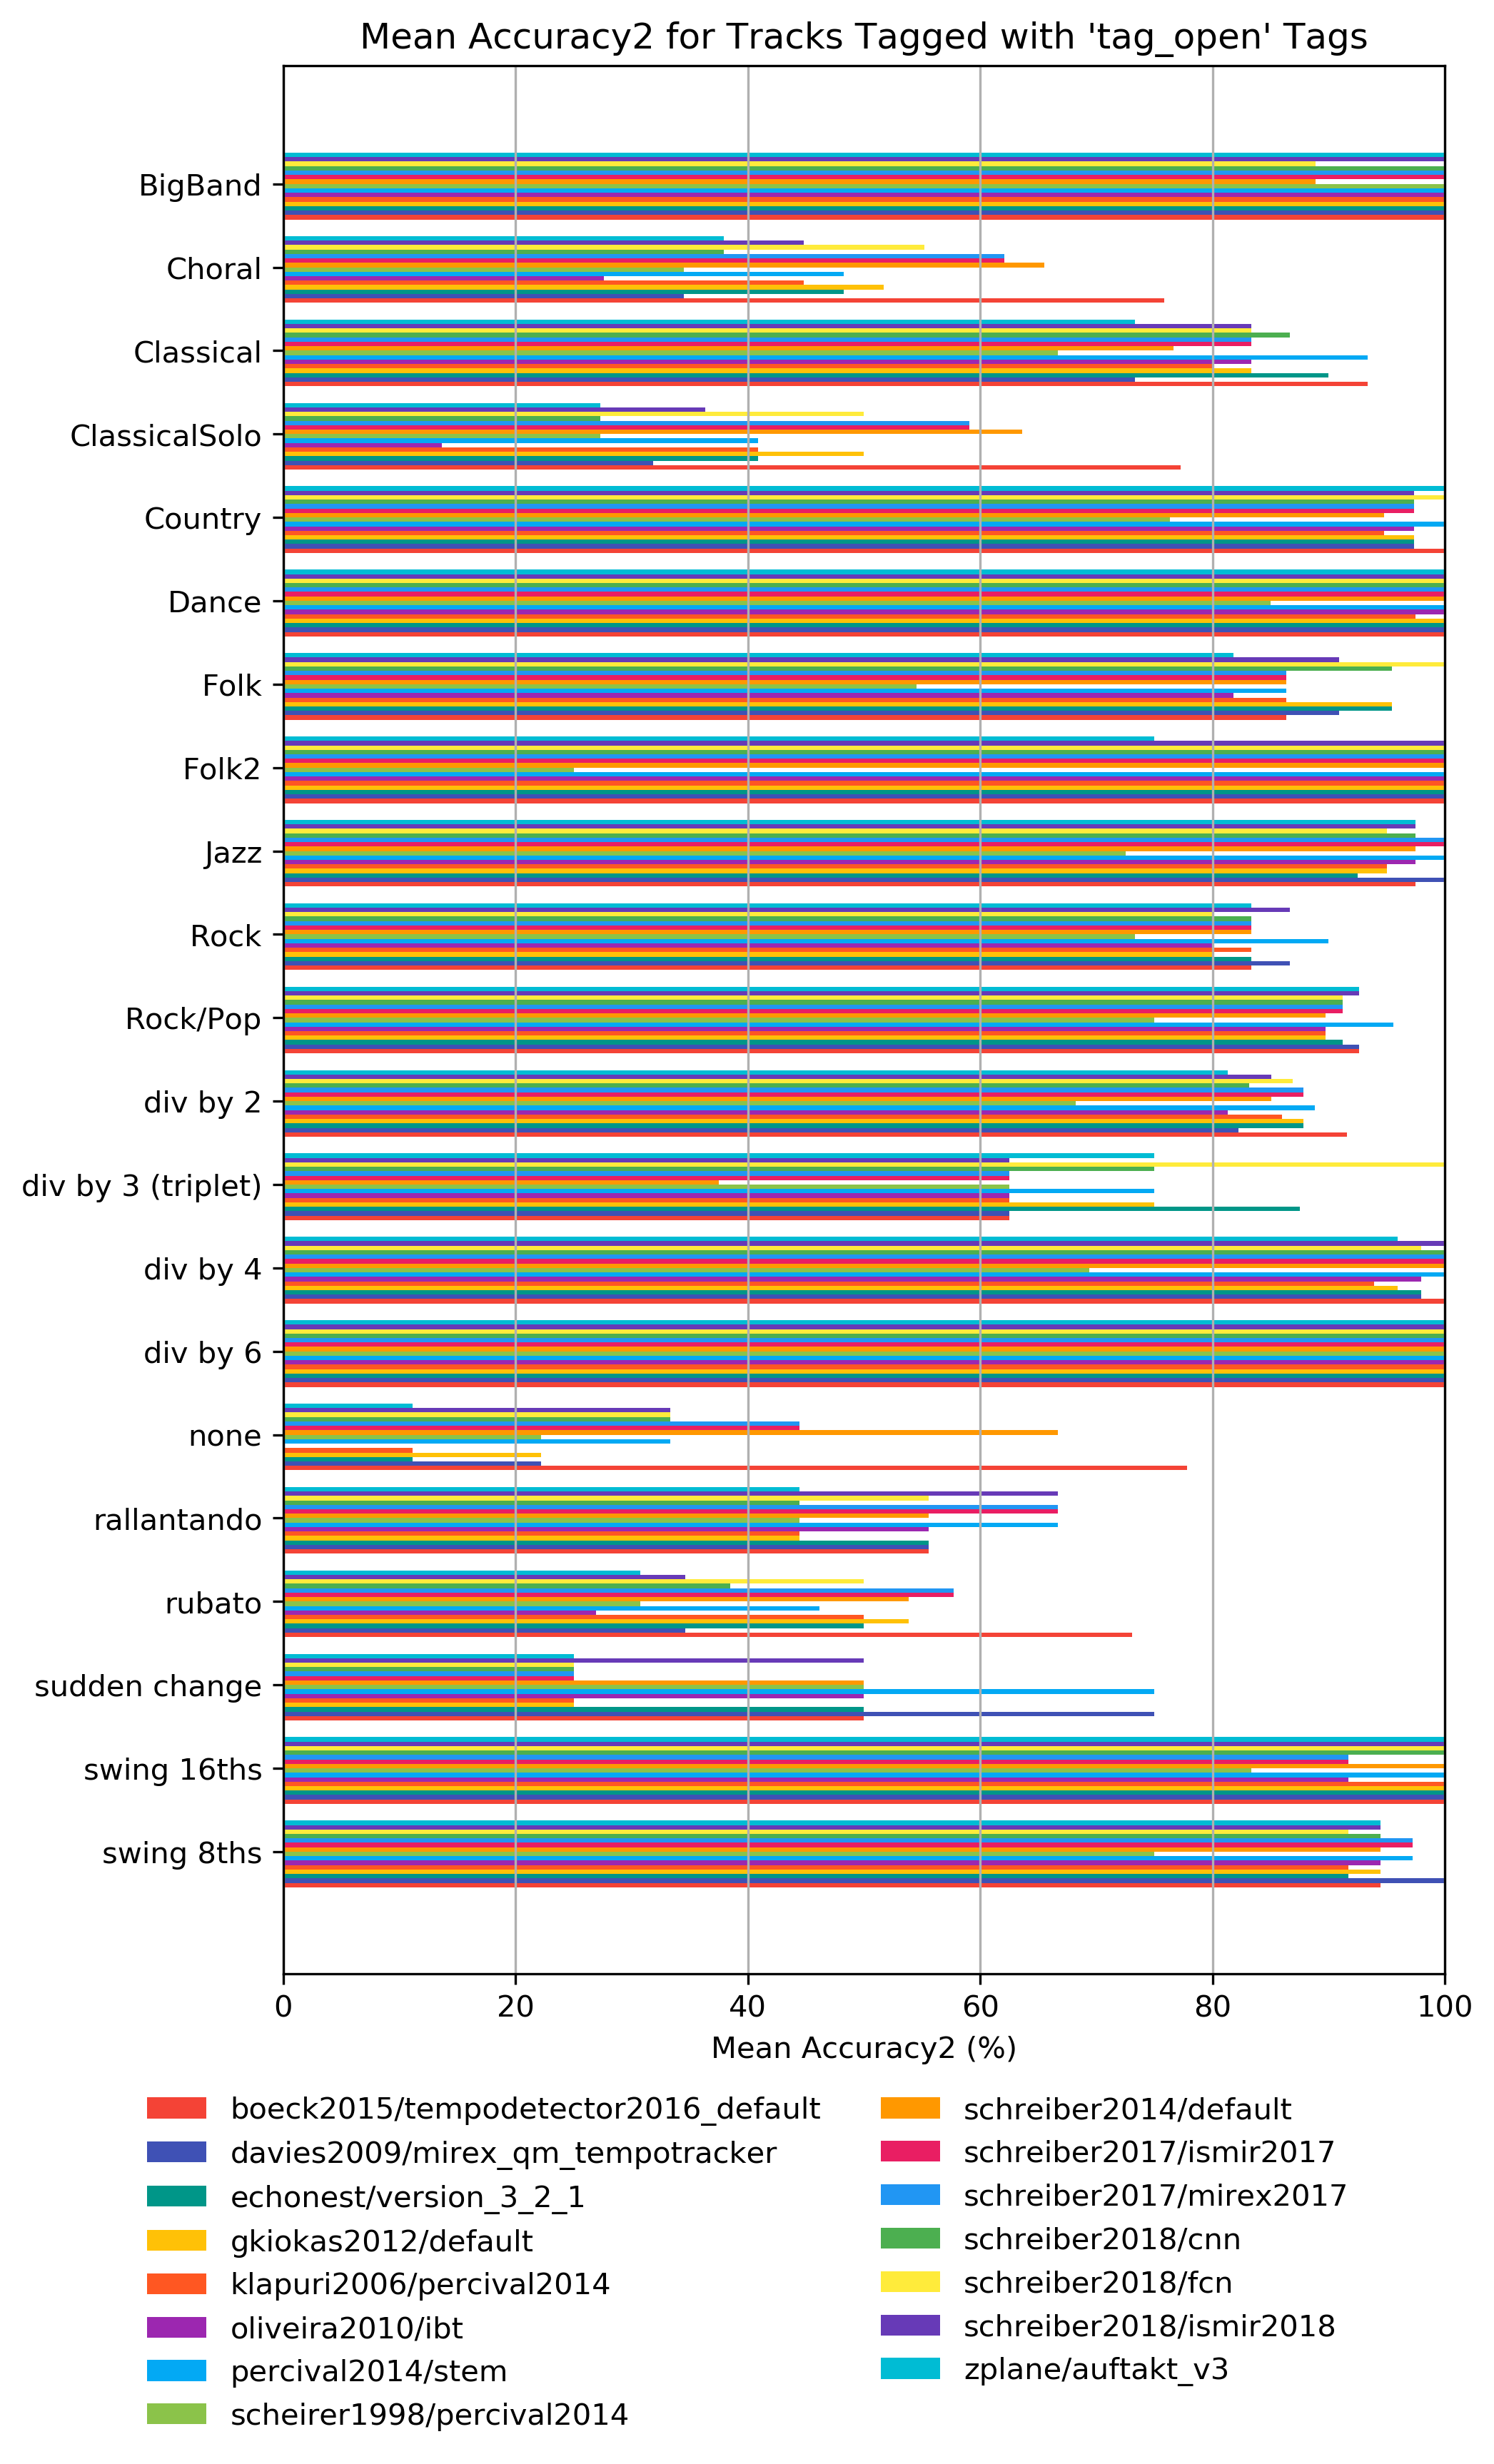 Mean Accuracy2 for Tracks Tagged with 'tag_open' Tags
BigBand
Choral
Classical
ClassicalSolo
Country
Dance
Folk
Folk2
Jazz
Rock
Rock/Pop
div by 2
div by 3 (triplet)
div by 4
div by 6
none
rallantando
rubato
sudden change
swing 16ths
swing 8ths
0 20 40 60 80 100
Mean Accuracy2 (%)
boeck2015/tempodetector2016_default
davies2009/mirex_qm_tempotracker
echonest/version_3_2_1
gkiokas2012/default
klapuri2006/percival2014
oliveira2010/ibt
percival2014/stem
scheirer1998/percival2014
schreiber2014/default
schreiber2017/ismir2017
schreiber2017/mirex2017
schreiber2018/cnn
schreiber2018/fcn
schreiber2018/ismir2018
zplane/auftakt_v3